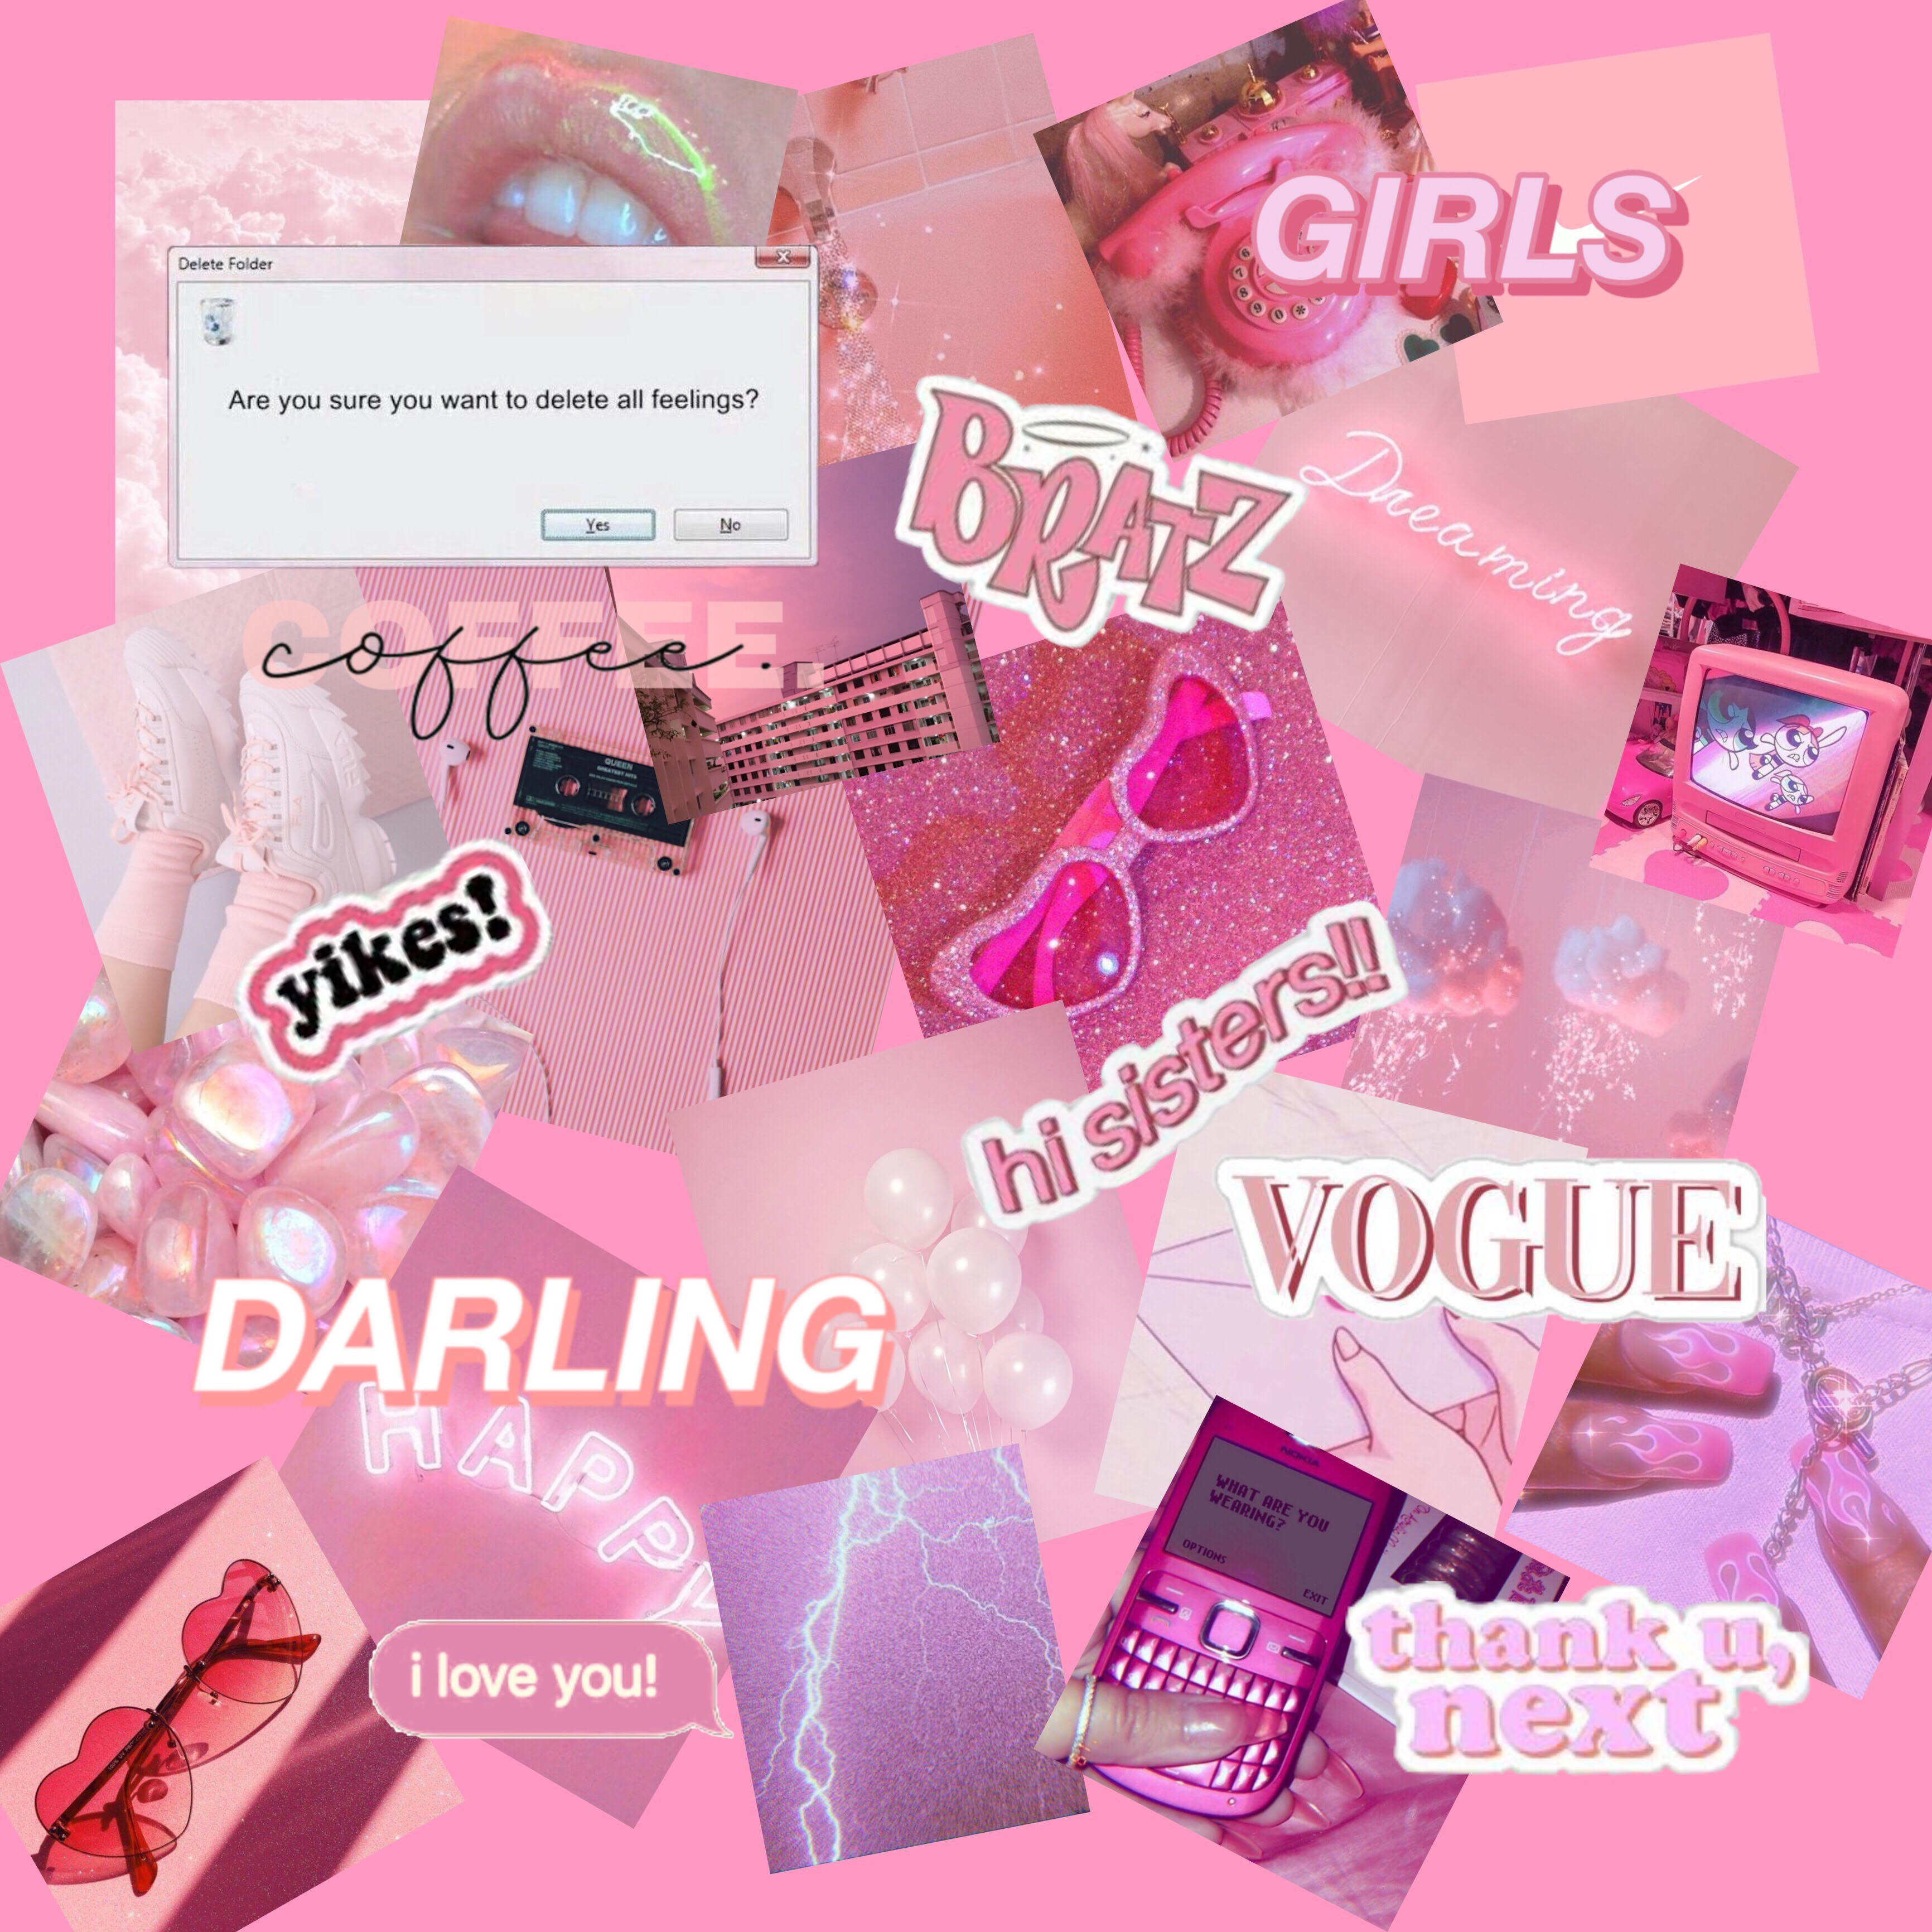 GIRLS
Delete Folder
Are you sure you want to delete all feelings?
Yes No
BRATZ
Dreaming
COFFEE.
coffee.
QUEEN
GREATEST HITS
yikes!
hi sisters!!
VOGUE
DARLING
HAPPY
NOKIA
WHAT ARE YOU
WEARING?
OPTIONS
EXIT
i love you!
thank u,
next